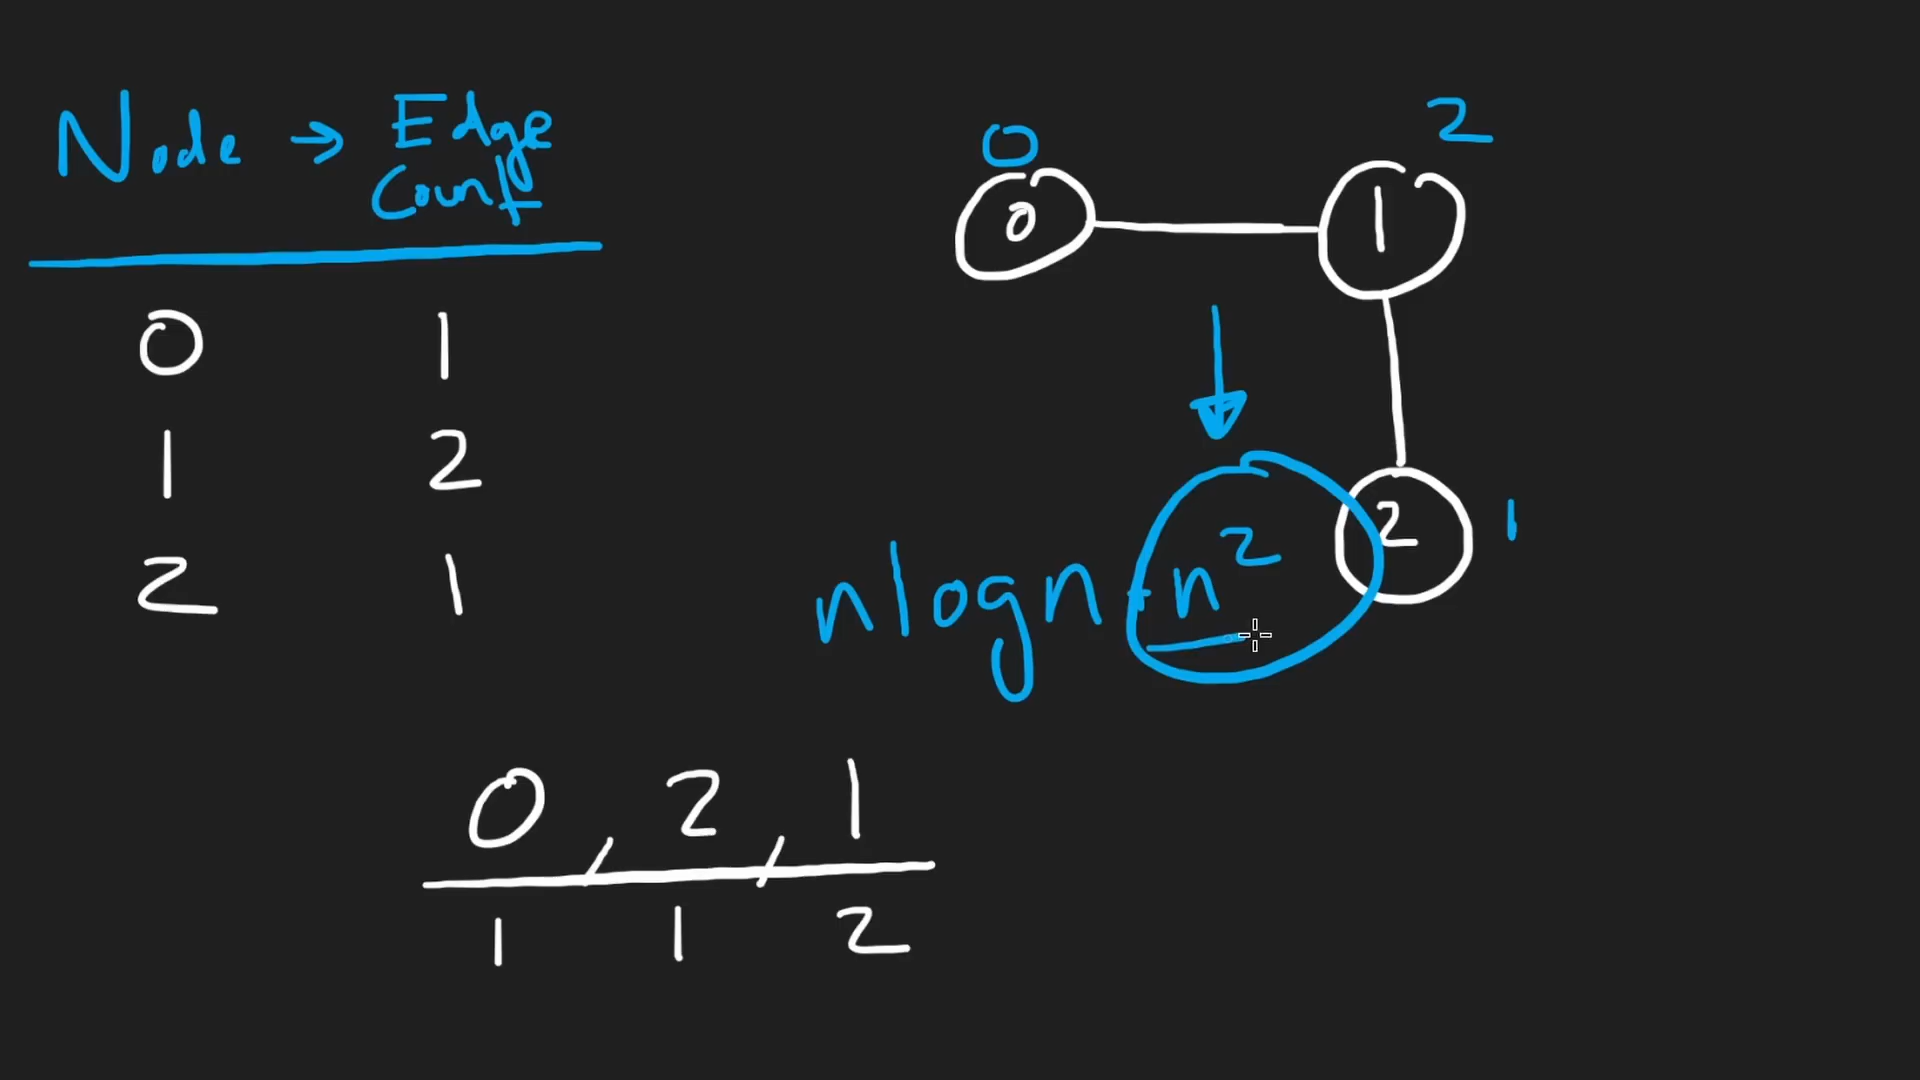 Node → Edge
Count
0 1
1 2
2 1
0
2
0
1
2
1
nlogn + n²
0, 2, 1
1 1 2